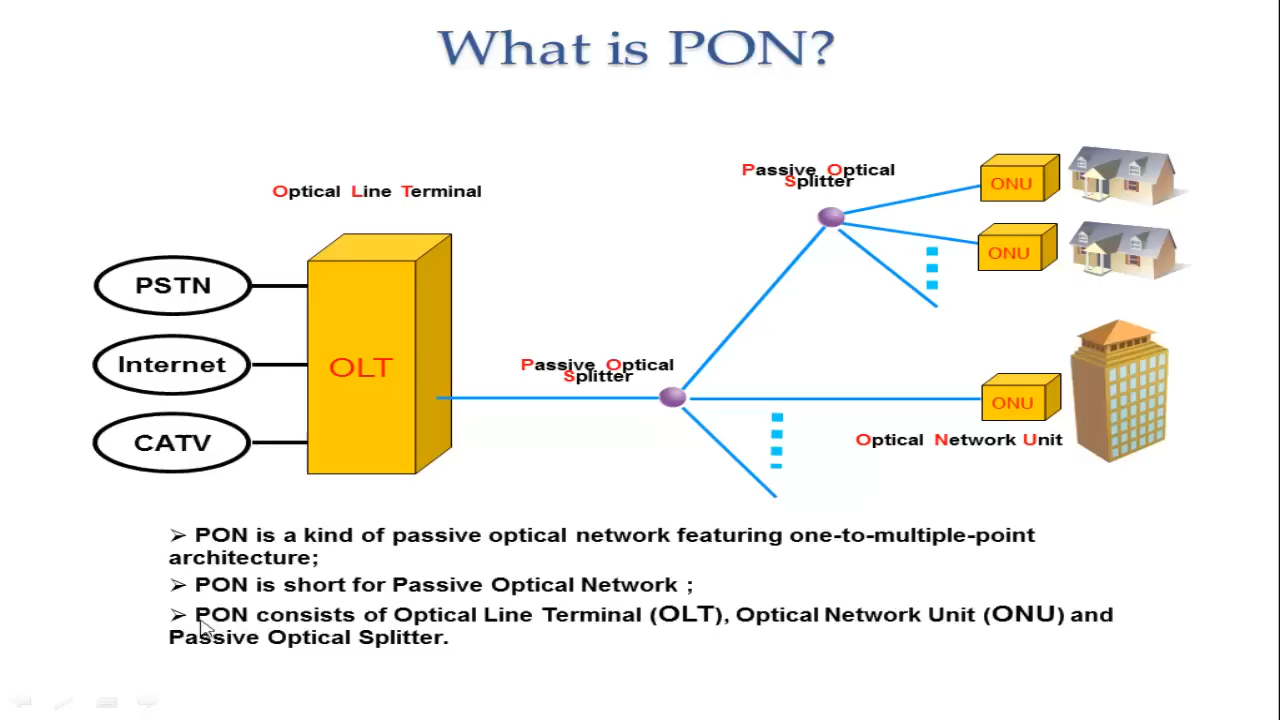 What is PON?
Passive Optical
Splitter
Optical Line Terminal
ONU
ONU
PSTN
Internet
CATV
OLT
Passive Optical
Splitter
ONU
Optical Network Unit
➢ PON is a kind of passive optical network featuring one-to-multiple-point
architecture;
➢ PON is short for Passive Optical Network ;
➢ PON consists of Optical Line Terminal (OLT), Optical Network Unit (ONU) and
Passive Optical Splitter.